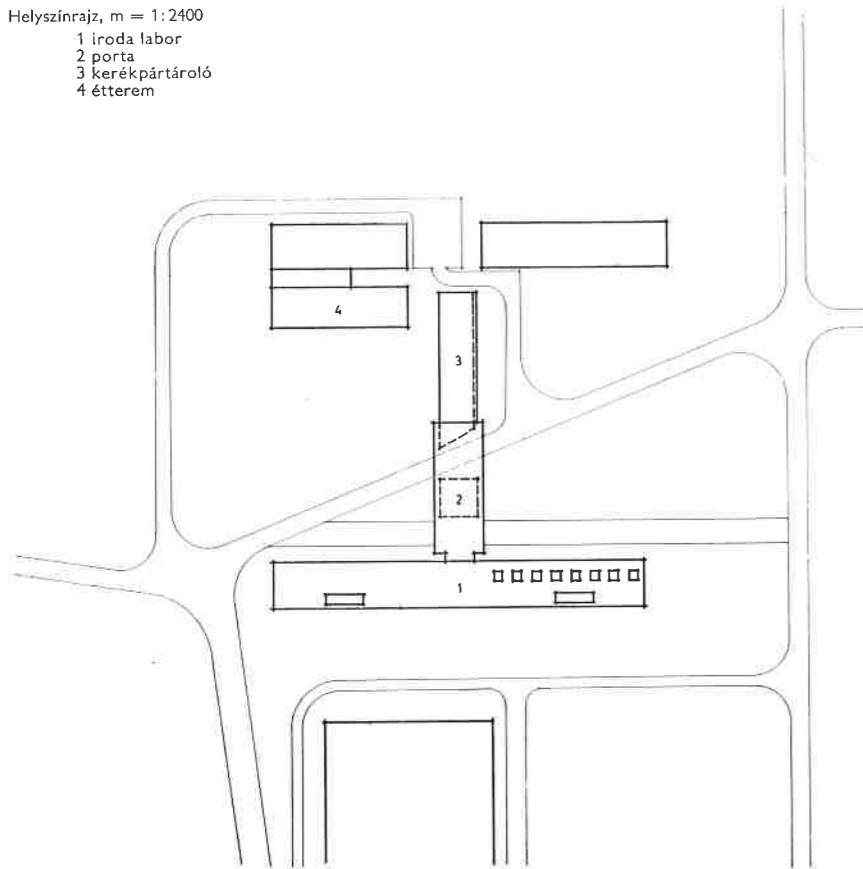 Helyszínrajz, m = 1:2400
1 iroda labor
2 porta
3 kerékpártároló
4 étterem
4
3
2
1